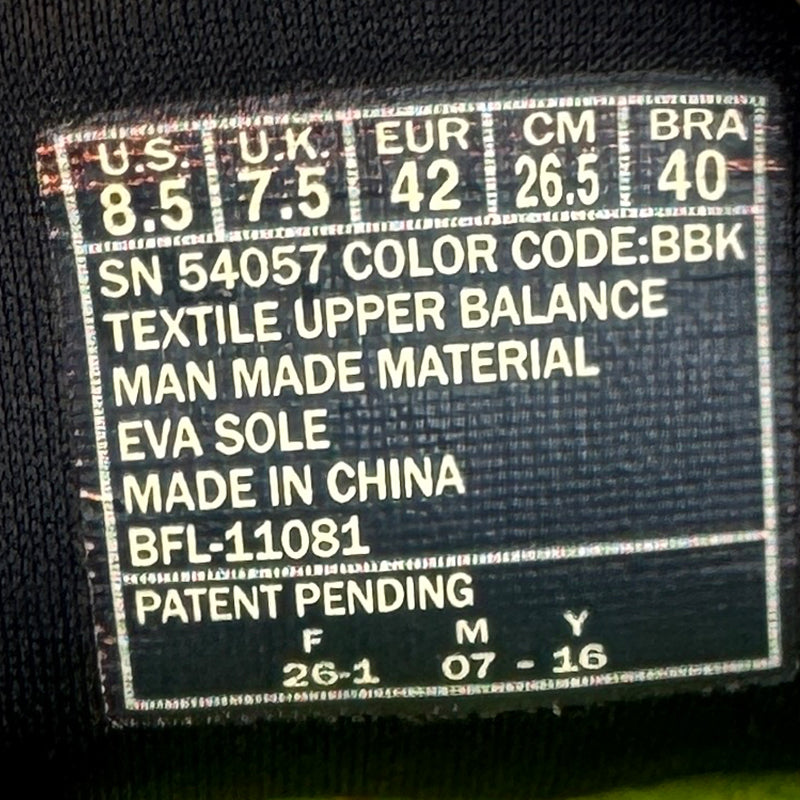 U.S. U.K. EUR CM BRA
8.5 7.5 42 26.5 40
SN 54057 COLOR CODE:BBK
TEXTILE UPPER BALANCE
MAN MADE MATERIAL
EVA SOLE
MADE IN CHINA
BFL-11081
PATENT PENDING
F M Y
26-1 07 - 16